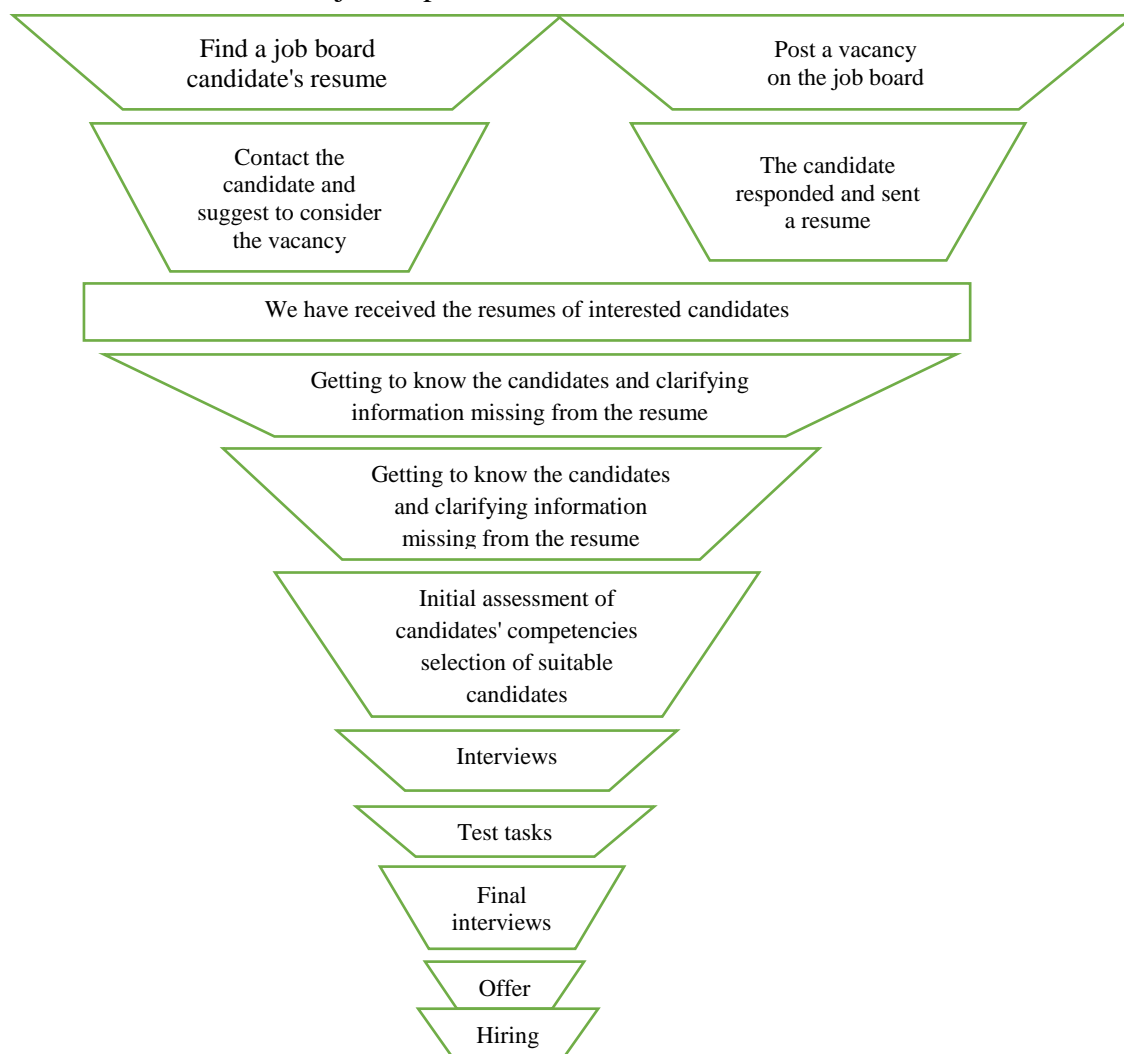 Find a job board
candidate's resume
Post a vacancy
on the job board
Contact the
candidate and
suggest to consider
the vacancy
The candidate
responded and sent
a resume
We have received the resumes of interested candidates
Getting to know the candidates and clarifying
information missing from the resume
Getting to know the candidates
and clarifying information
missing from the resume
Initial assessment of
candidates' competencies
selection of suitable
candidates
Interviews
Test tasks
Final
interviews
Offer
Hiring